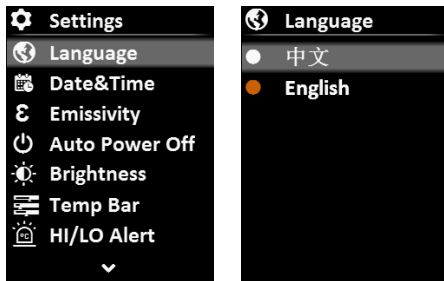 Settings
Language
Date&Time
ε Emissivity
Auto Power Off
Brightness
Temp Bar
°C HI/LO Alert
Language
中文
English